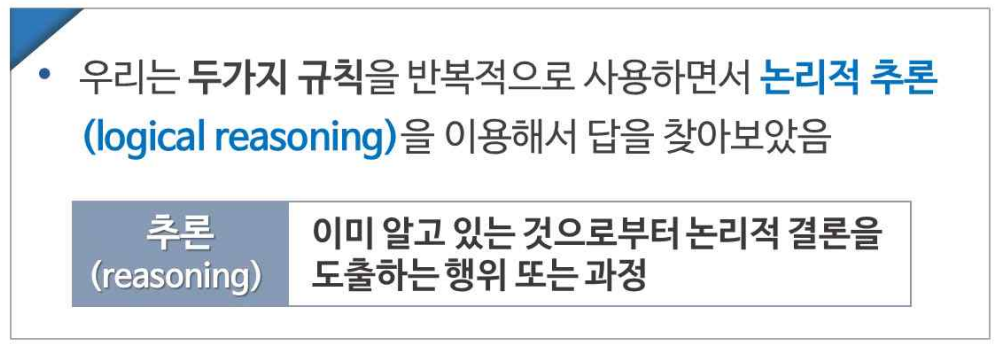 • 우리는 두가지 규칙을 반복적으로 사용하면서 논리적 추론
(logical reasoning)을 이용해서 답을 찾아보았음
추론
(reasoning)
이미 알고 있는 것으로부터 논리적 결론을
도출하는 행위 또는 과정